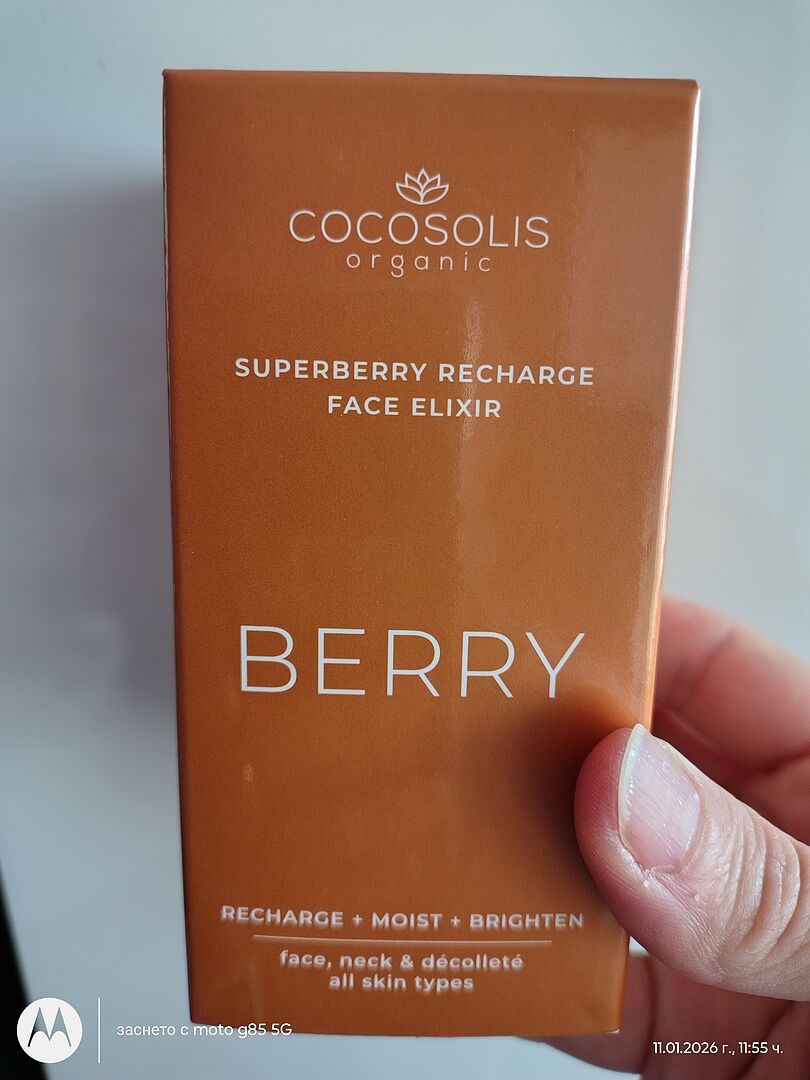 COCOSOLIS
organic
SUPERBERRY RECHARGE
FACE ELIXIR
BERRY
RECHARGE + MOIST + BRIGHTEN
face, neck & décolleté
all skin types
заснето с moto g85 5G
11.01.2026 г., 11:55 ч.